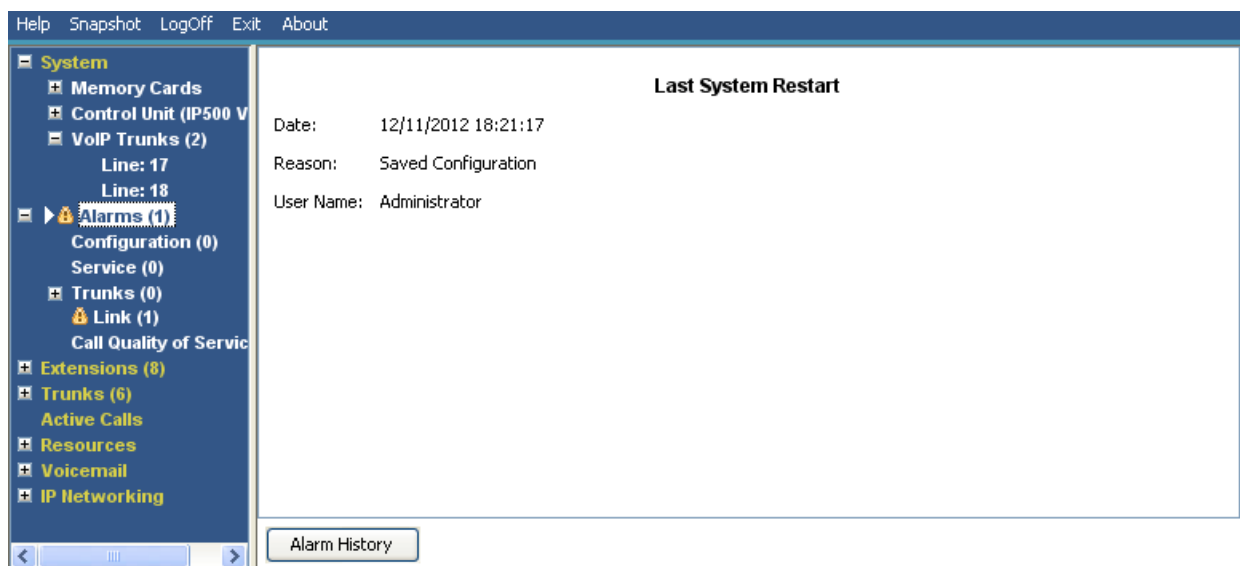 Help Snapshot LogOff Exit About
System
Memory Cards
Control Unit (IP500 V
VoIP Trunks (2)
Line: 17
Line: 18
Alarms (1)
Configuration (0)
Service (0)
Trunks (0)
Link (1)
Call Quality of Servic
Extensions (8)
Trunks (6)
Active Calls
Resources
Voicemail
IP Networking
Last System Restart
Date: 12/11/2012 18:21:17
Reason: Saved Configuration
User Name: Administrator
Alarm History